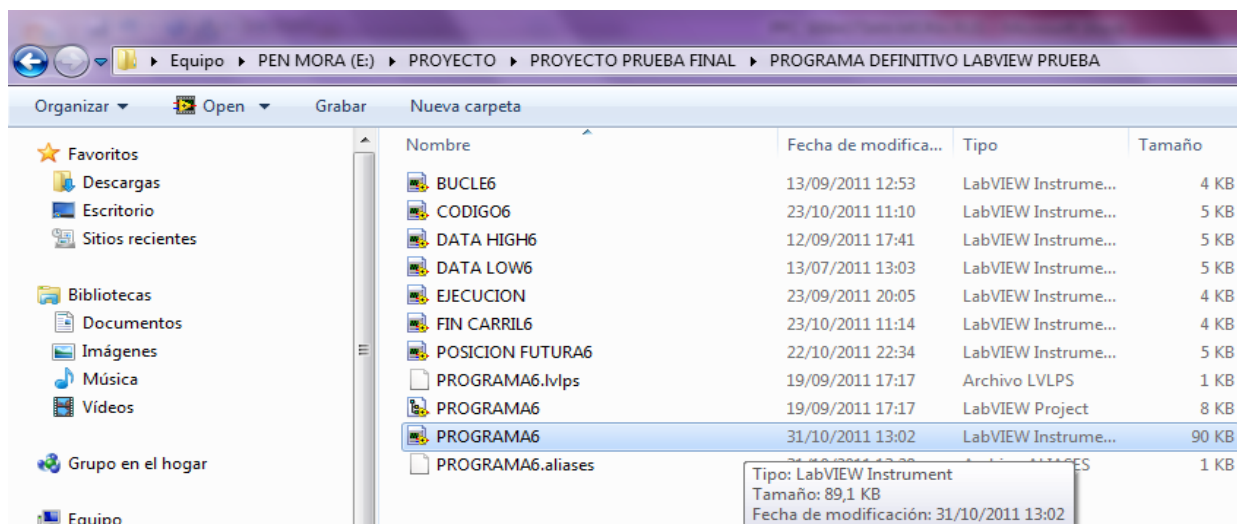 Equipo PEN MORA (E:) PROYECTO PROYECTO PRUEBA FINAL PROGRAMA DEFINITIVO LABVIEW PRUEBA
Organizar Open Grabar Nueva carpeta
Favoritos
Descargas
Escritorio
Sitios recientes
Bibliotecas
Documentos
Imágenes
Música
Vídeos
Grupo en el hogar
Equipo
Nombre Fecha de modifica... Tipo Tamaño
BUCLE6 13/09/2011 12:53 LabVIEW Instrume... 4 KB
CODIGO6 23/10/2011 11:10 LabVIEW Instrume... 5 KB
DATA HIGH6 12/09/2011 17:41 LabVIEW Instrume... 5 KB
DATA LOW6 13/07/2011 13:03 LabVIEW Instrume... 5 KB
EJECUCION 23/09/2011 20:05 LabVIEW Instrume... 4 KB
FIN CARRIL6 23/10/2011 11:14 LabVIEW Instrume... 4 KB
POSICION FUTURA6 22/10/2011 22:34 LabVIEW Instrume... 5 KB
PROGRAMA6.lvlps 19/09/2011 17:17 Archivo LVLPS 1 KB
PROGRAMA6 19/09/2011 17:17 LabVIEW Project 8 KB
PROGRAMA6 31/10/2011 13:02 LabVIEW Instrume... 90 KB
PROGRAMA6.aliases 1 KB
Tipo: LabVIEW Instrument
Tamaño: 89,1 KB
Fecha de modificación: 31/10/2011 13:02